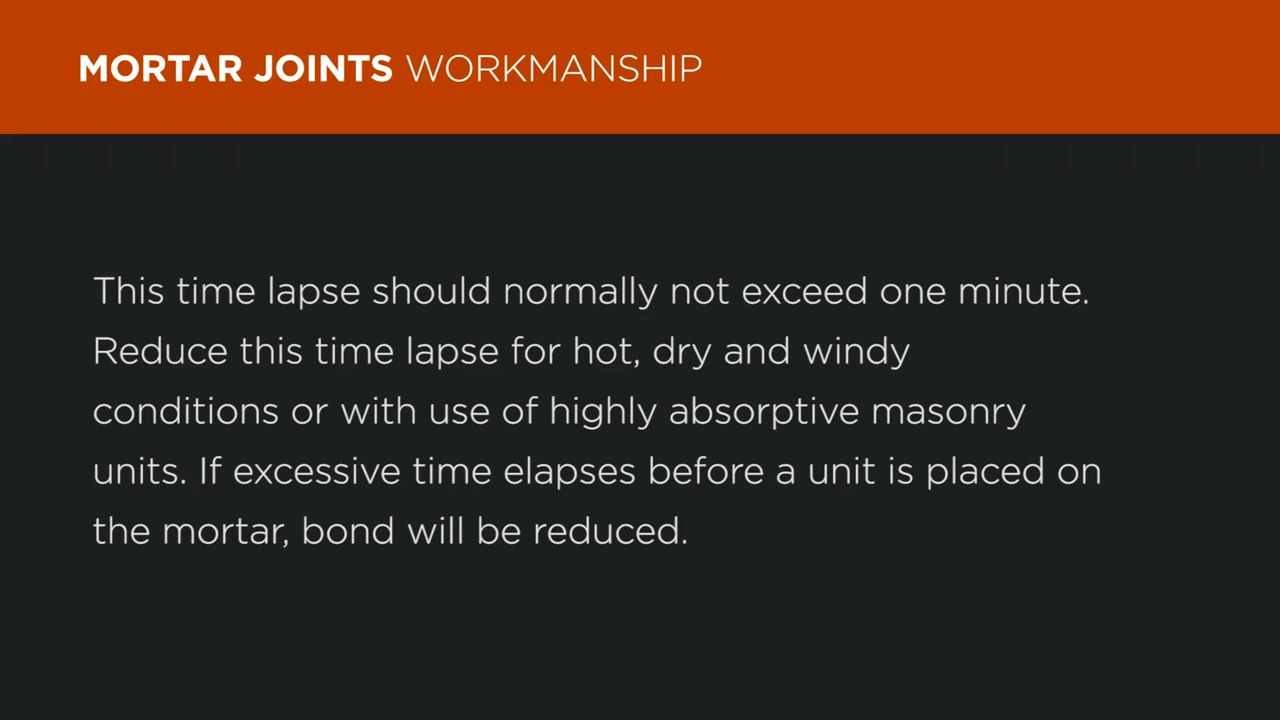 MORTAR JOINTS WORKMANSHIP
This time lapse should normally not exceed one minute.
Reduce this time lapse for hot, dry and windy
conditions or with use of highly absorptive masonry
units. If excessive time elapses before a unit is placed on
the mortar, bond will be reduced.